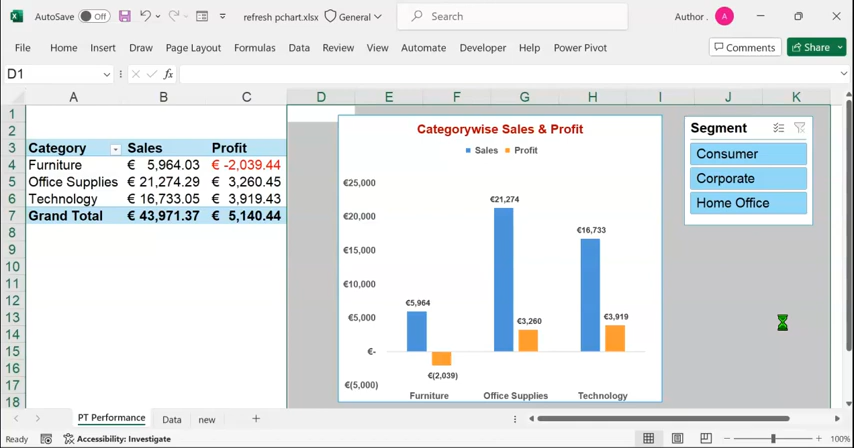 AutoSave Off refresh pchart.xlsx General Search Author . A
File Home Insert Draw Page Layout Formulas Data Review View Automate Developer Help Power Pivot Comments Share
D1 fx
A B C D E F G H I J K
1
2
3 Category Sales Profit
4 Furniture € 5,964.03 € -2,039.44
5 Office Supplies € 21,274.29 € 3,260.45
6 Technology € 16,733.05 € 3,919.43
7 Grand Total € 43,971.37 € 5,140.44
8
9
10
11
12
13
14
15
16
17
18
Categorywise Sales & Profit
Sales Profit
€25,000
€20,000
€15,000
€10,000
€5,000
€-
€(5,000)
€5,964
€(2,039)
€21,274
€3,260
€16,733
€3,919
Furniture Office Supplies Technology
Segment
Consumer
Corporate
Home Office
PT Performance Data new
Ready Accessibility: Investigate 100%